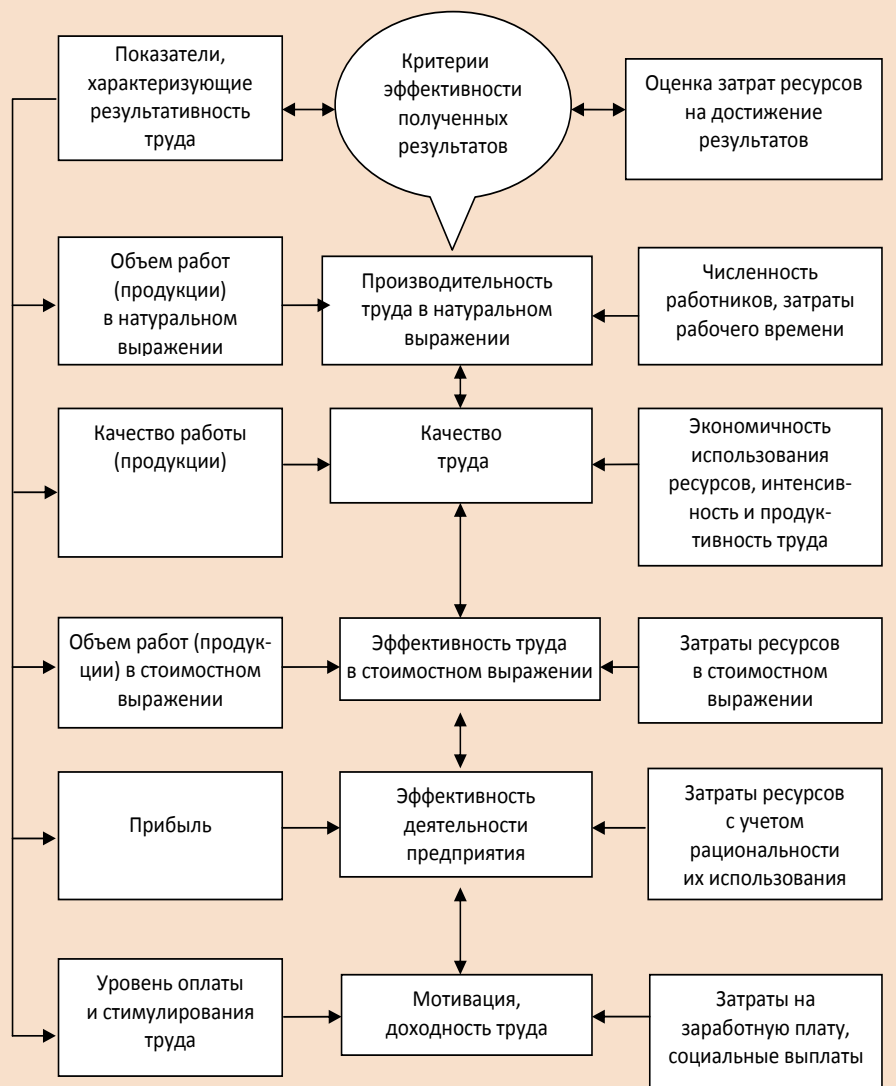 Показатели,
характеризующие
результативность
труда
Критерии
эффективности
полученных
результатов
Оценка затрат ресурсов
на достижение
результатов
Объем работ
(продукции)
в натуральном
выражении
Производительность
труда в натуральном
выражении
Численность
работников, затраты
рабочего времени
Качество работы
(продукции)
Качество
труда
Экономичность
использования
ресурсов, интенсив-
ность и продук-
тивность труда
Объем работ (продук-
ции) в стоимостном
выражении
Эффективность труда
в стоимостном выражении
Затраты ресурсов
в стоимостном
выражении
Прибыль
Эффективность
деятельности
предприятия
Затраты ресурсов
с учетом
рациональности
их использования
Уровень оплаты
и стимулирования
труда
Мотивация,
доходность труда
Затраты на
заработную плату,
социальные выплаты